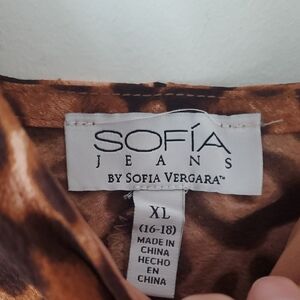 SOFÍA
JEANS
BY SOFIA VERGARA™
XL
(16-18)
MADE IN
CHINA
HECHO
EN
CHINA